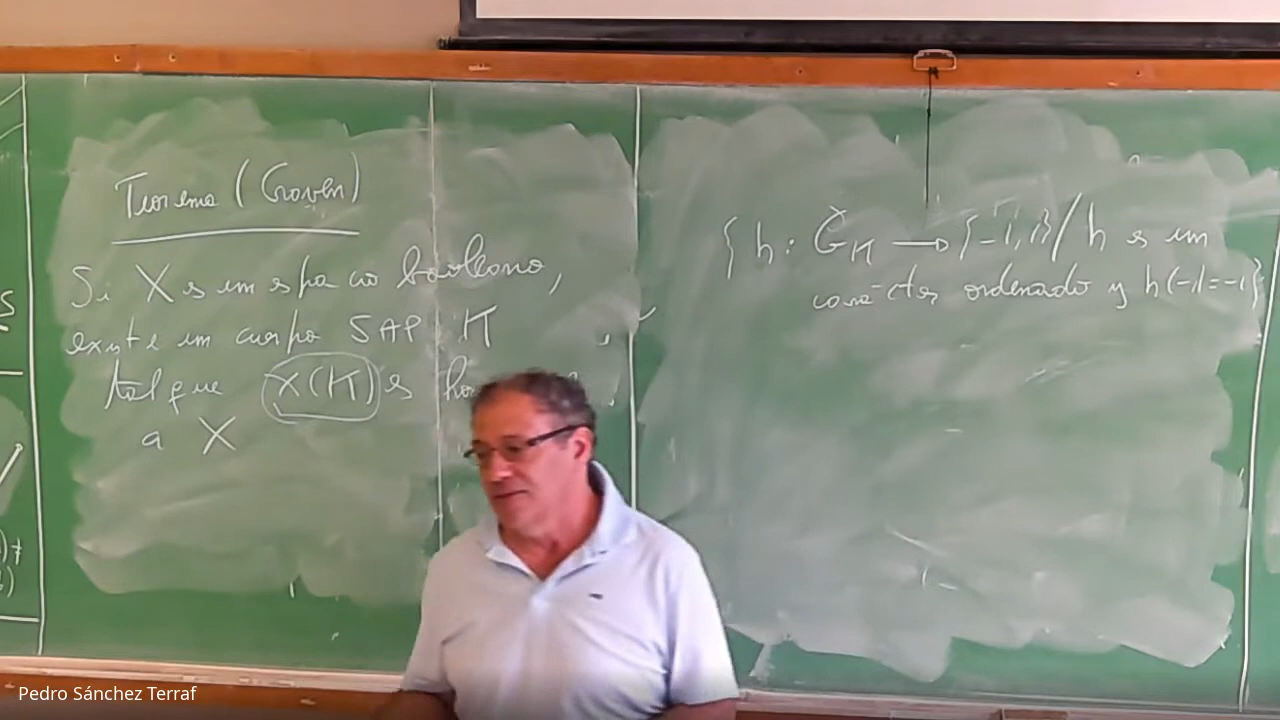 Teorema (Craven)
Si X es un espacio booleano,
existe un cuerpo SAP K
tal que X(K) es
a X
{ h: G_K → {-1,1} / h es un
carácter ordenado y h(-1)=-1}
Pedro Sánchez Terraf